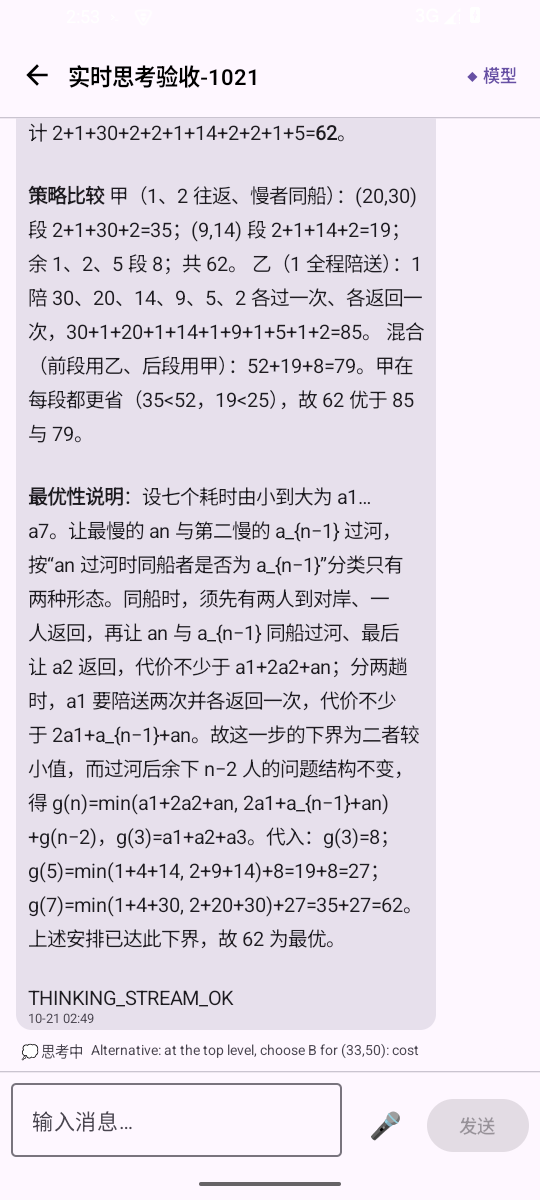 2:53
3G
实时思考验收-1021
模型
计 2+1+30+2+2+1+14+2+2+1+5=62。
策略比较 甲（1、2 往返、慢者同船）：(20,30)
段 2+1+30+2=35；(9,14) 段 2+1+14+2=19；
余 1、2、5 段 8；共 62。 乙（1 全程陪送）：1
陪 30、20、14、9、5、2 各过一次、各返回一
次，30+1+20+1+14+1+9+1+5+1+2=85。 混合
（前段用乙、后段用甲）：52+19+8=79。甲在
每段都更省（35<52，19<25），故 62 优于 85
与 79。
最优性说明：设七个耗时由小到大为 a1…
a7。让最慢的 an 与第二慢的 a_{n−1} 过河，
按“an 过河时同船者是否为 a_{n−1}”分类只有
两种形态。同船时，须先有两人到对岸、一
人返回，再让 an 与 a_{n−1} 同船过河、最后
让 a2 返回，代价不少于 a1+2a2+an；分两趟
时，a1 要陪送两次并各返回一次，代价不少
于 2a1+a_{n−1}+an。故这一步的下界为二者较
小值，而过河后余下 n−2 人的问题结构不变，
得 g(n)=min(a1+2a2+an, 2a1+a_{n−1}+an)
+g(n−2)，g(3)=a1+a2+a3。代入：g(3)=8；
g(5)=min(1+4+14, 2+9+14)+8=19+8=27；
g(7)=min(1+4+30, 2+20+30)+27=35+27=62。
上述安排已达此下界，故 62 为最优。
THINKING_STREAM_OK
10-21 02:49
思考中 Alternative: at the top level, choose B for (33,50): cost
输入消息…
发送